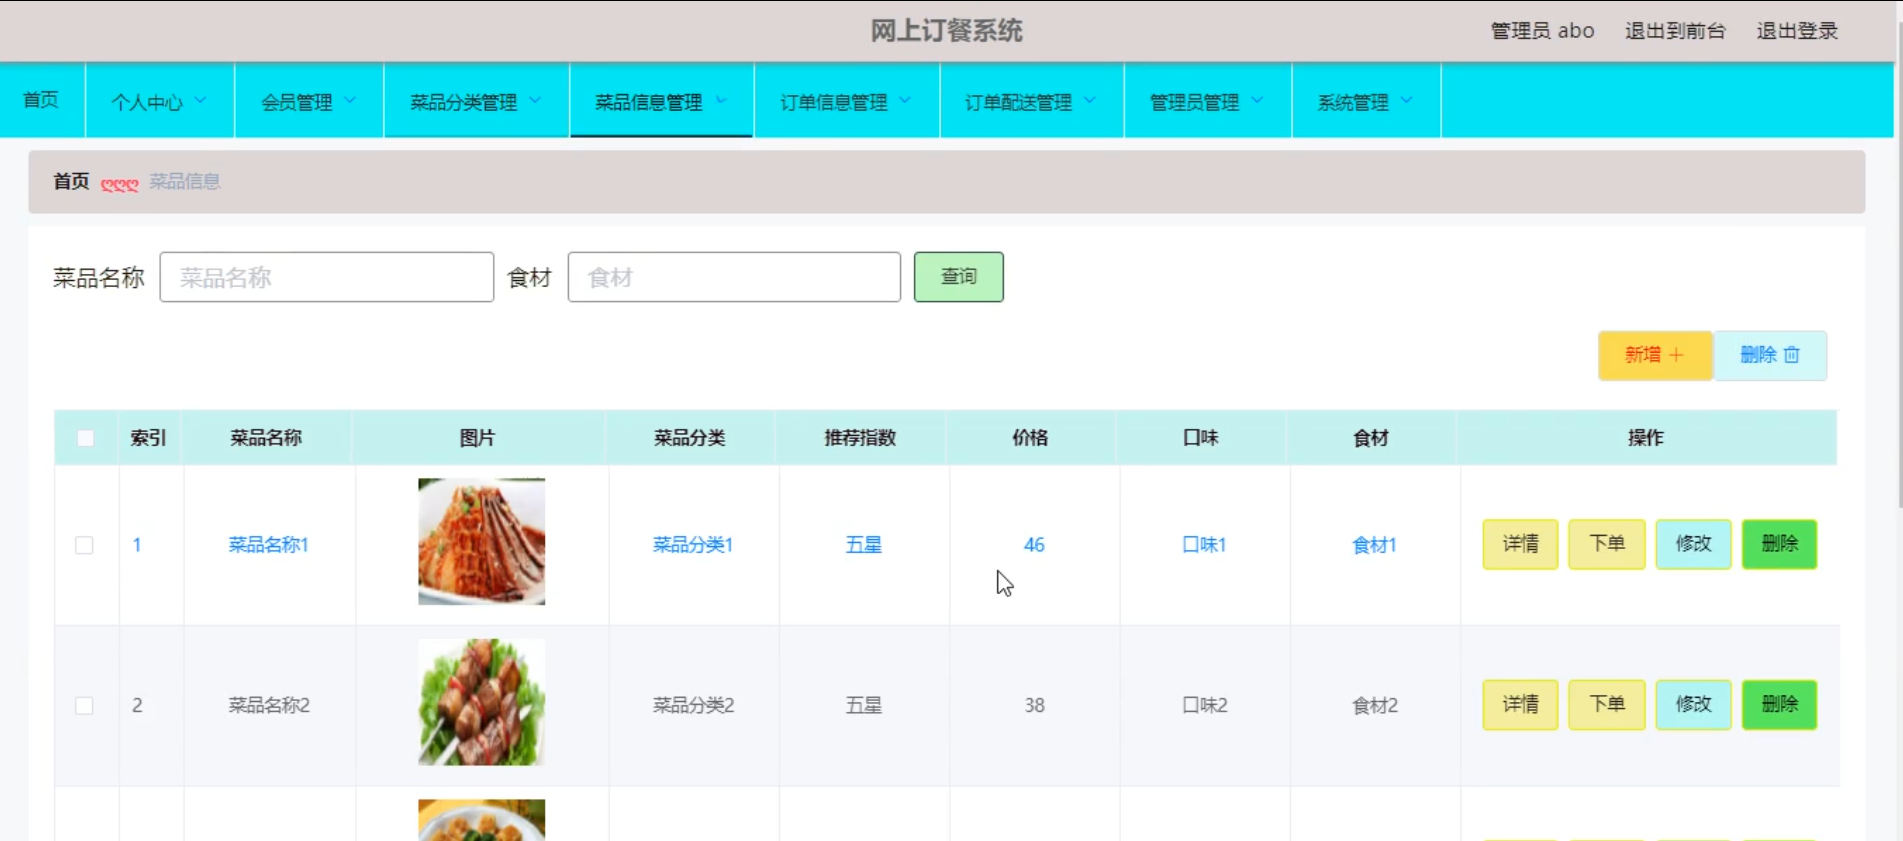 网上订餐系统
管理员 abo 退出到前台 退出登录
首页 个人中心 会员管理 菜品分类管理 菜品信息管理 订单信息管理 订单配送管理 管理员管理 系统管理
首页 ღღღ 菜品信息
菜品名称 菜品名称 食材 食材 查询
新增 删除
索引 菜品名称 图片 菜品分类 推荐指数 价格 口味 食材 操作
1 菜品名称1 菜品分类1 五星 46 口味1 食材1 详情 下单 修改 删除
2 菜品名称2 菜品分类2 五星 38 口味2 食材2 详情 下单 修改 删除